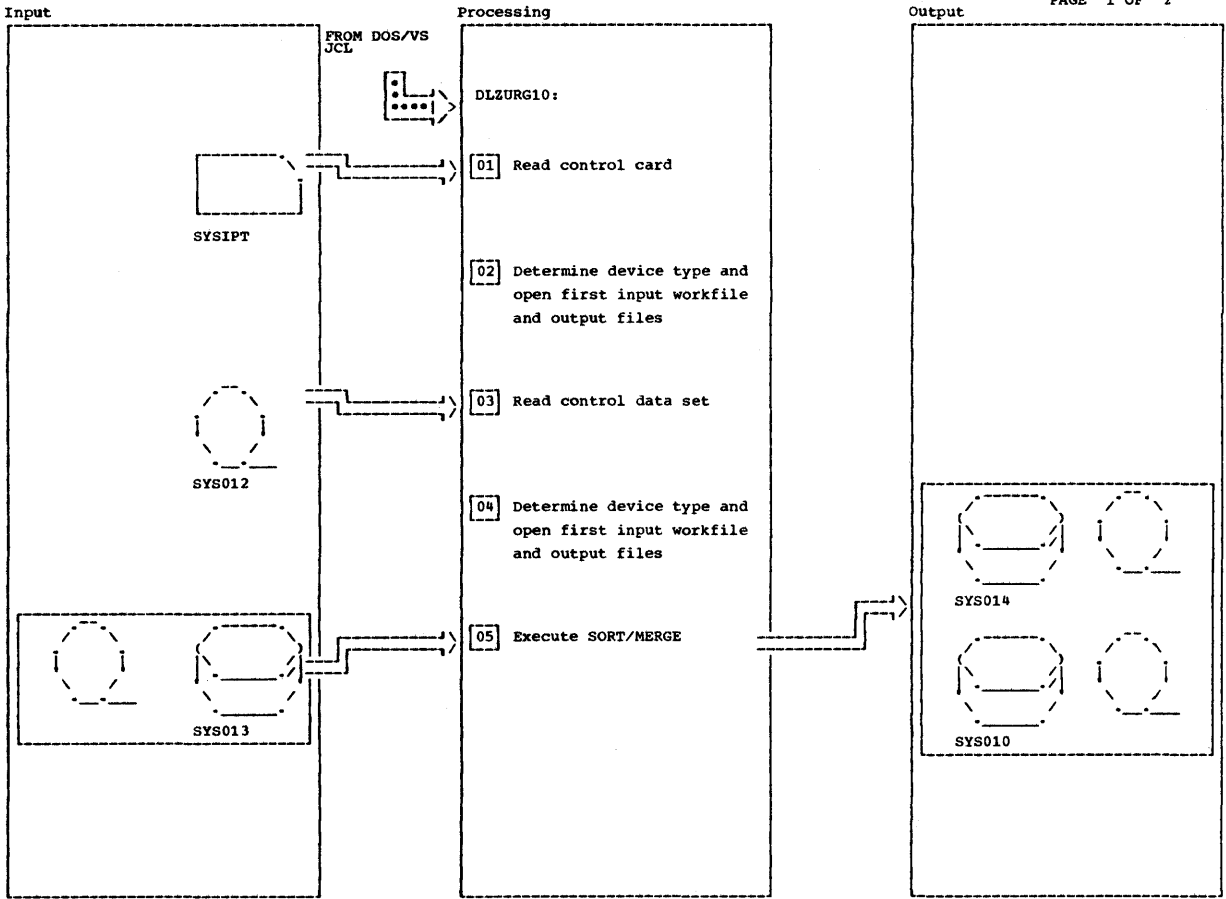 PAGE 1 OF 2
Input
Processing
Output
FROM DOS/VS
JCL
DLZURG10:
01 Read control card
SYSIPT
02 Determine device type and
open first input workfile
and output files
03 Read control data set
SYS012
04 Determine device type and
open first input workfile
and output files
SYS014
05 Execute SORT/MERGE
SYS013
SYS010